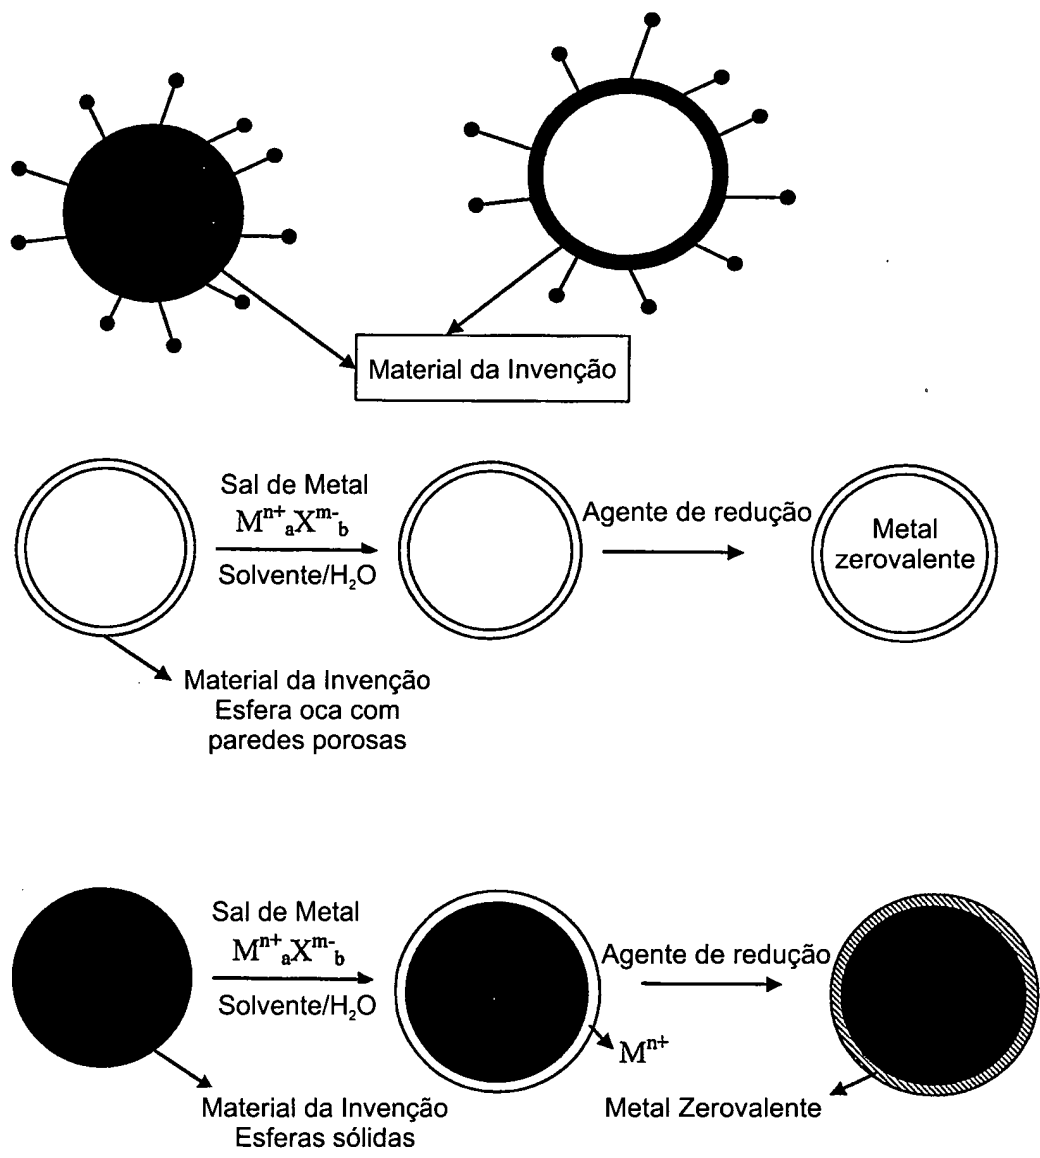 Material da Invenção
Sal de Metal
Mⁿ⁺ₐXᵐ⁻b
Solvente/H₂O
Agente de redução
Metal
zerovalente
Material da Invenção
Esfera oca com
paredes porosas
Sal de Metal
Mⁿ⁺ₐXᵐ⁻b
Solvente/H₂O
Agente de redução
Mⁿ⁺
Material da Invenção
Esferas sólidas
Metal Zerovalente